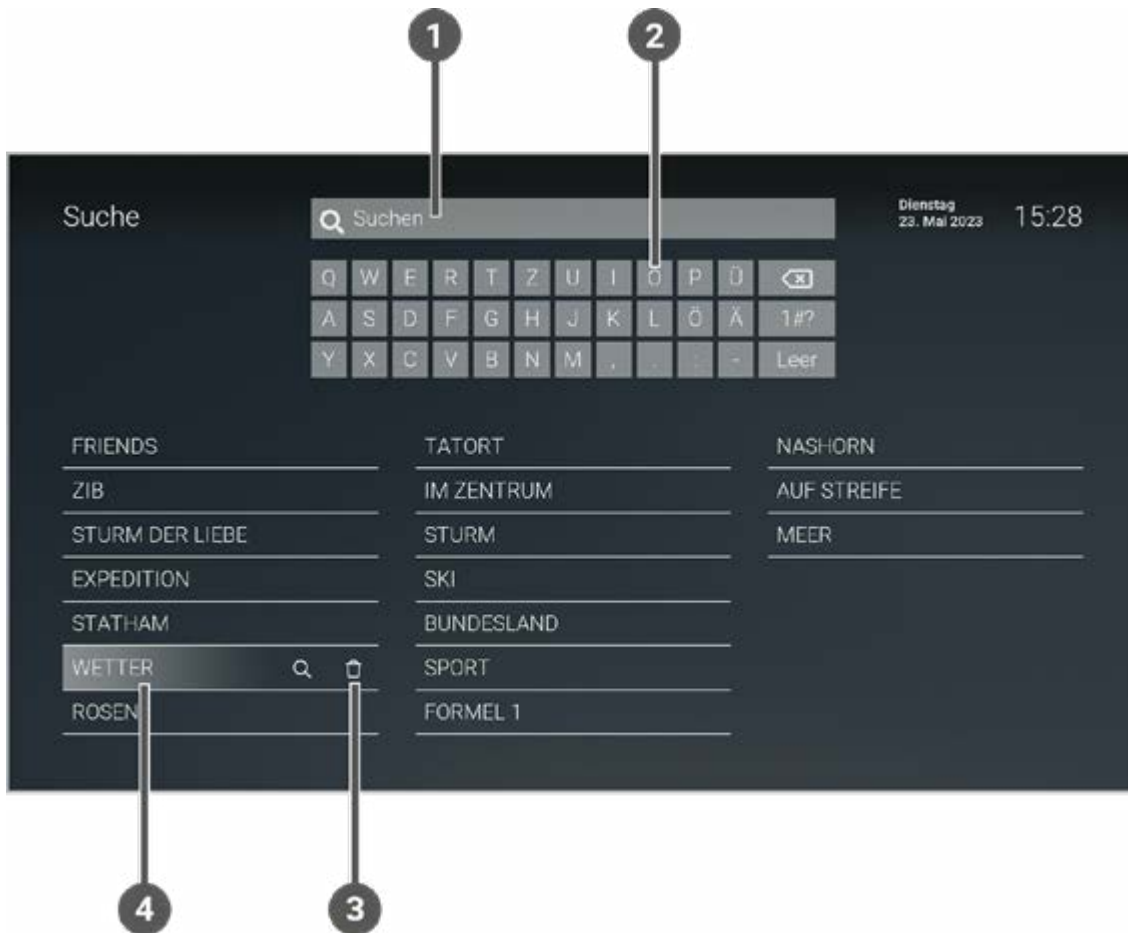 1 2
Suche
Suchen
Dienstag
23. Mai 2023
15:28
Q W E R T Z U I O P Ü
A S D F G H J K L Ö Ä 1#?
Y X C V B N M , . : - Leer
FRIENDS TATORT NASHORN
ZIB IM ZENTRUM AUF STREIFE
STURM DER LIEBE STURM MEER
EXPEDITION SKI
STATHAM BUNDESLAND
WETTER SPORT
ROSEN FORMEL 1
4 3